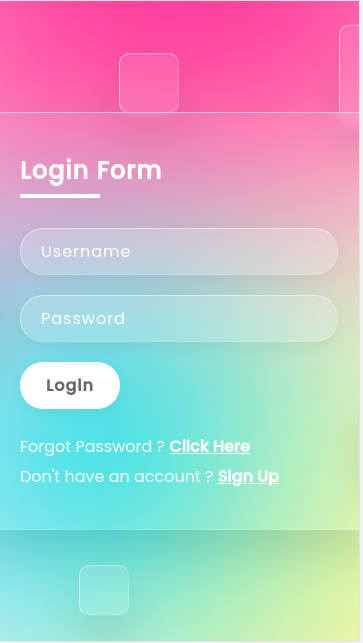 Login Form
Username
Password
Login
Forgot Password ? Click Here
Don't have an account ? Sign Up